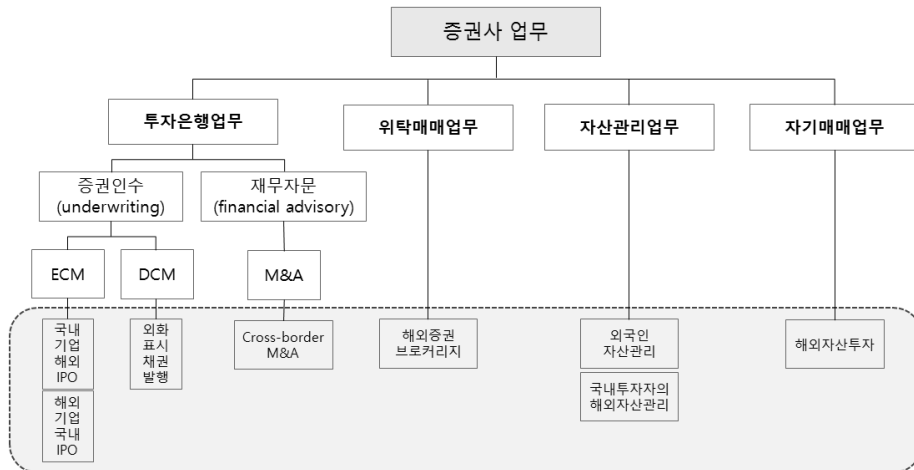 증권사 업무
투자은행업무
위탁매매업무
자산관리업무
자기매매업무
증권인수
(underwriting)
재무자문
(financial advisory)
ECM
DCM
M&A
국내
기업
해외
IPO
해외
기업
국내
IPO
외화
표시
채권
발행
Cross-border
M&A
해외증권
브로커리지
외국인
자산관리
국내투자자의
해외자산관리
해외자산투자